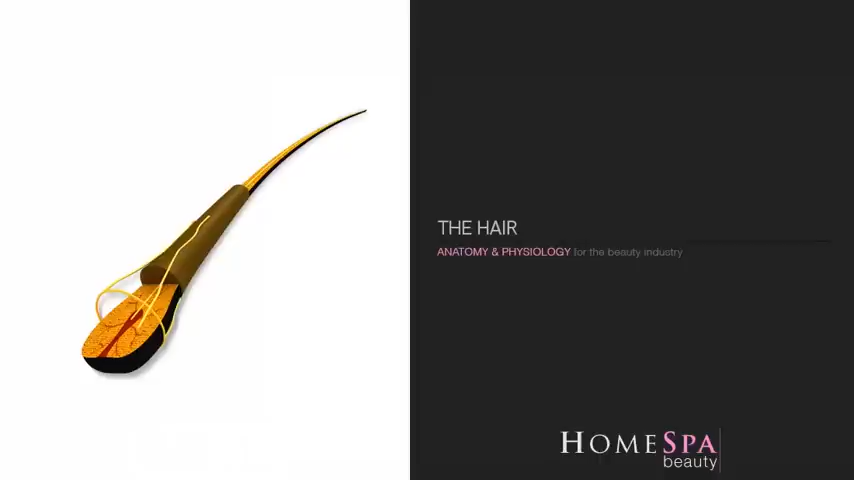 THE HAIR
ANATOMY & PHYSIOLOGY for the beauty industry
HOMESPA
beauty